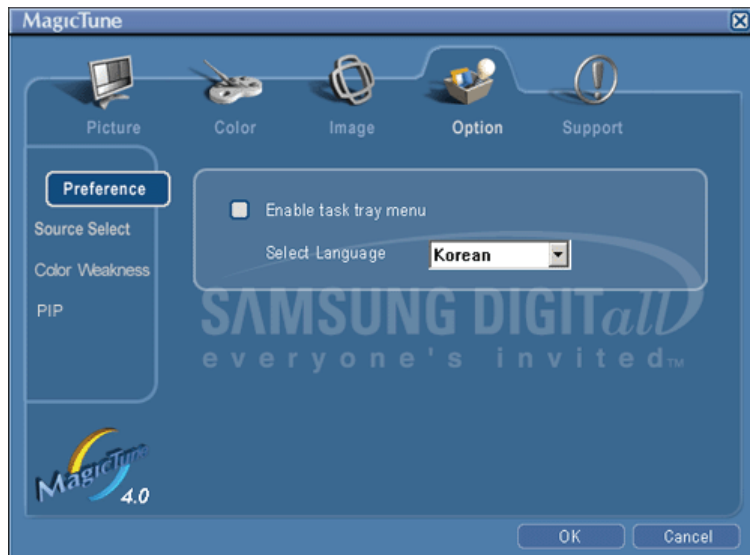 MagicTune
Picture Color Image Option Support
Preference
Source Select
Color Weakness
PIP
Enable task tray menu
Select Language Korean
SAMSUNG DIGITall
everyone's invited™
MagicTune
4.0
OK Cancel